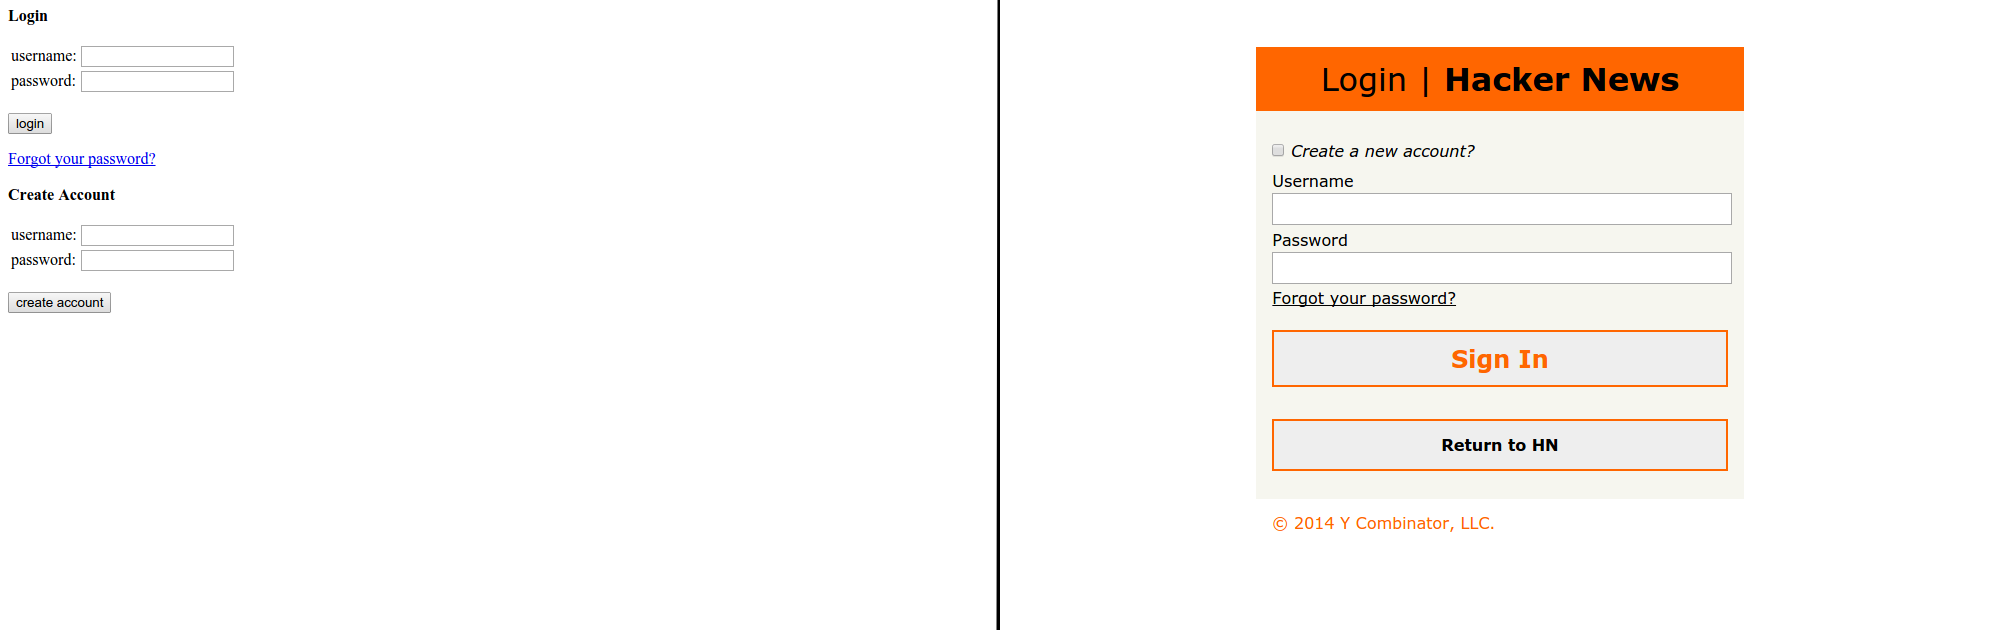 Login
username:
password:
login
Forgot your password?
Create Account
username:
password:
create account
Login | Hacker News
Create a new account?
Username
Password
Forgot your password?
Sign In
Return to HN
© 2014 Y Combinator, LLC.